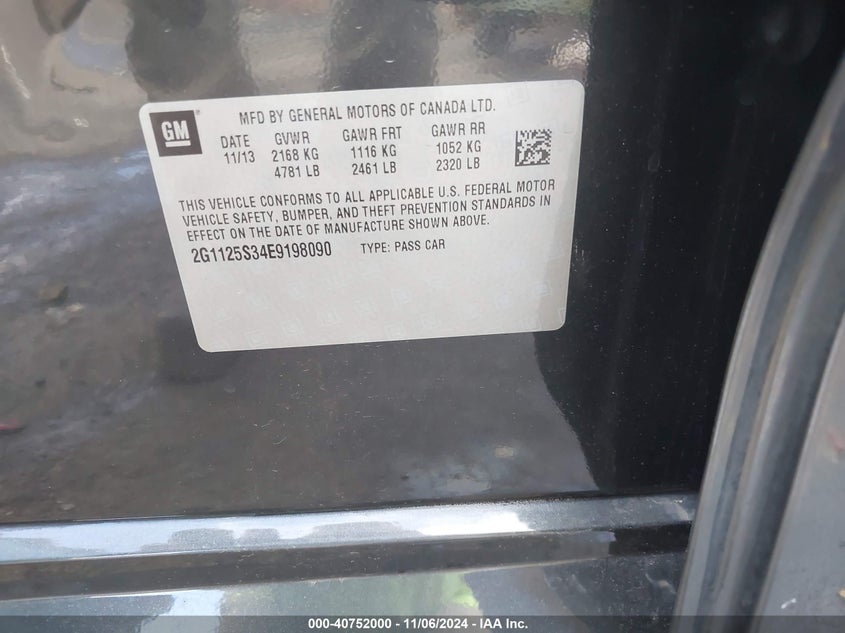 GM
MFD BY GENERAL MOTORS OF CANADA LTD.
DATE GVWR GAWR FRT GAWR RR
11/13 2168 KG 1116 KG 1052 KG
4781 LB 2461 LB 2320 LB
THIS VEHICLE CONFORMS TO ALL APPLICABLE U.S. FEDERAL MOTOR
VEHICLE SAFETY, BUMPER, AND THEFT PREVENTION STANDARDS IN
EFFECT ON THE DATE OF MANUFACTURE SHOWN ABOVE.
2G1125S34E9198090 TYPE: PASS CAR
000-40752000 - 11/06/2024 - IAA Inc.